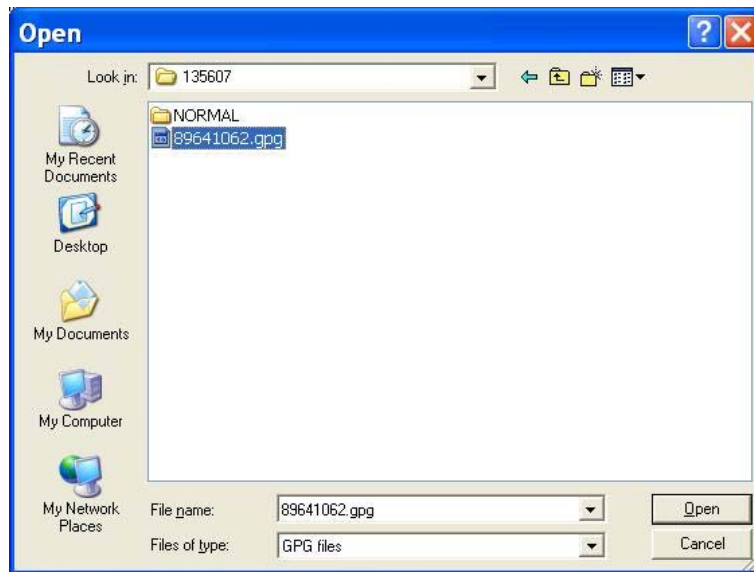 Open
Look in: 135607
NORMAL
89641062.gpg
My Recent
Documents
Desktop
My Documents
My Computer
My Network
Places
File name: 89641062.gpg Open
Files of type: GPG files Cancel